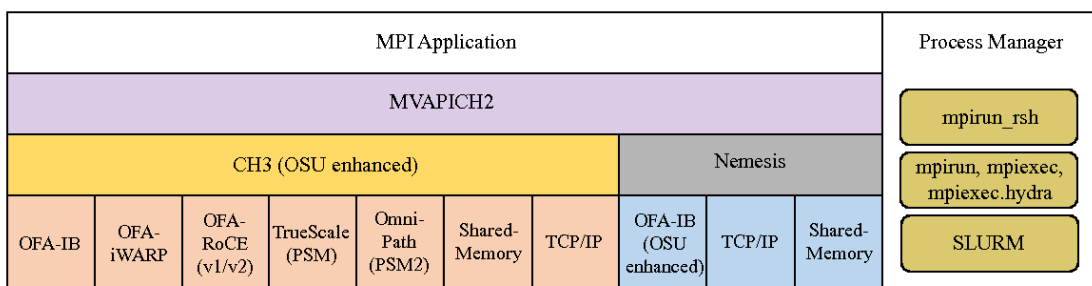 MPI Application
Process Manager
MVAPICH2
mpirun_rsh
CH3 (OSU enhanced)
Nemesis
mpirun, mpiexec,
mpiexec.hydra
OFA-IB
OFA-
iWARP
OFA-
RoCE
(v1/v2)
TrueScale
(PSM)
Omni-
Path
(PSM2)
Shared-
Memory
TCP/IP
OFA-IB
(OSU
enhanced)
TCP/IP
Shared-
Memory
SLURM